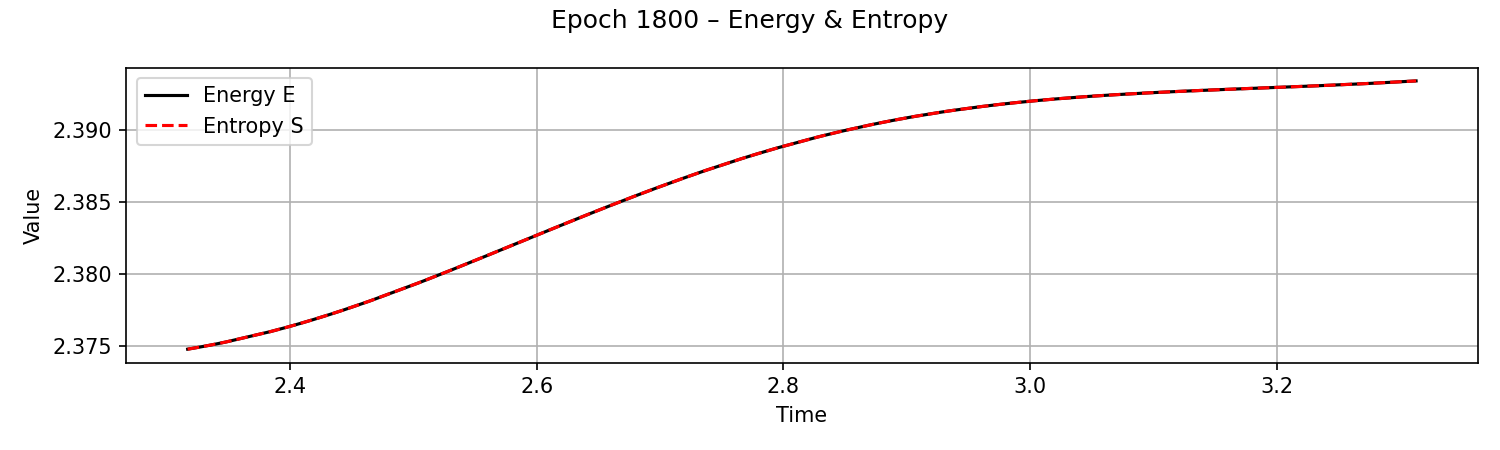 Epoch 1800 – Energy & Entropy
Energy E
Entropy S
Value
2.390
2.385
2.380
2.375
2.4 2.6 2.8 3.0 3.2
Time